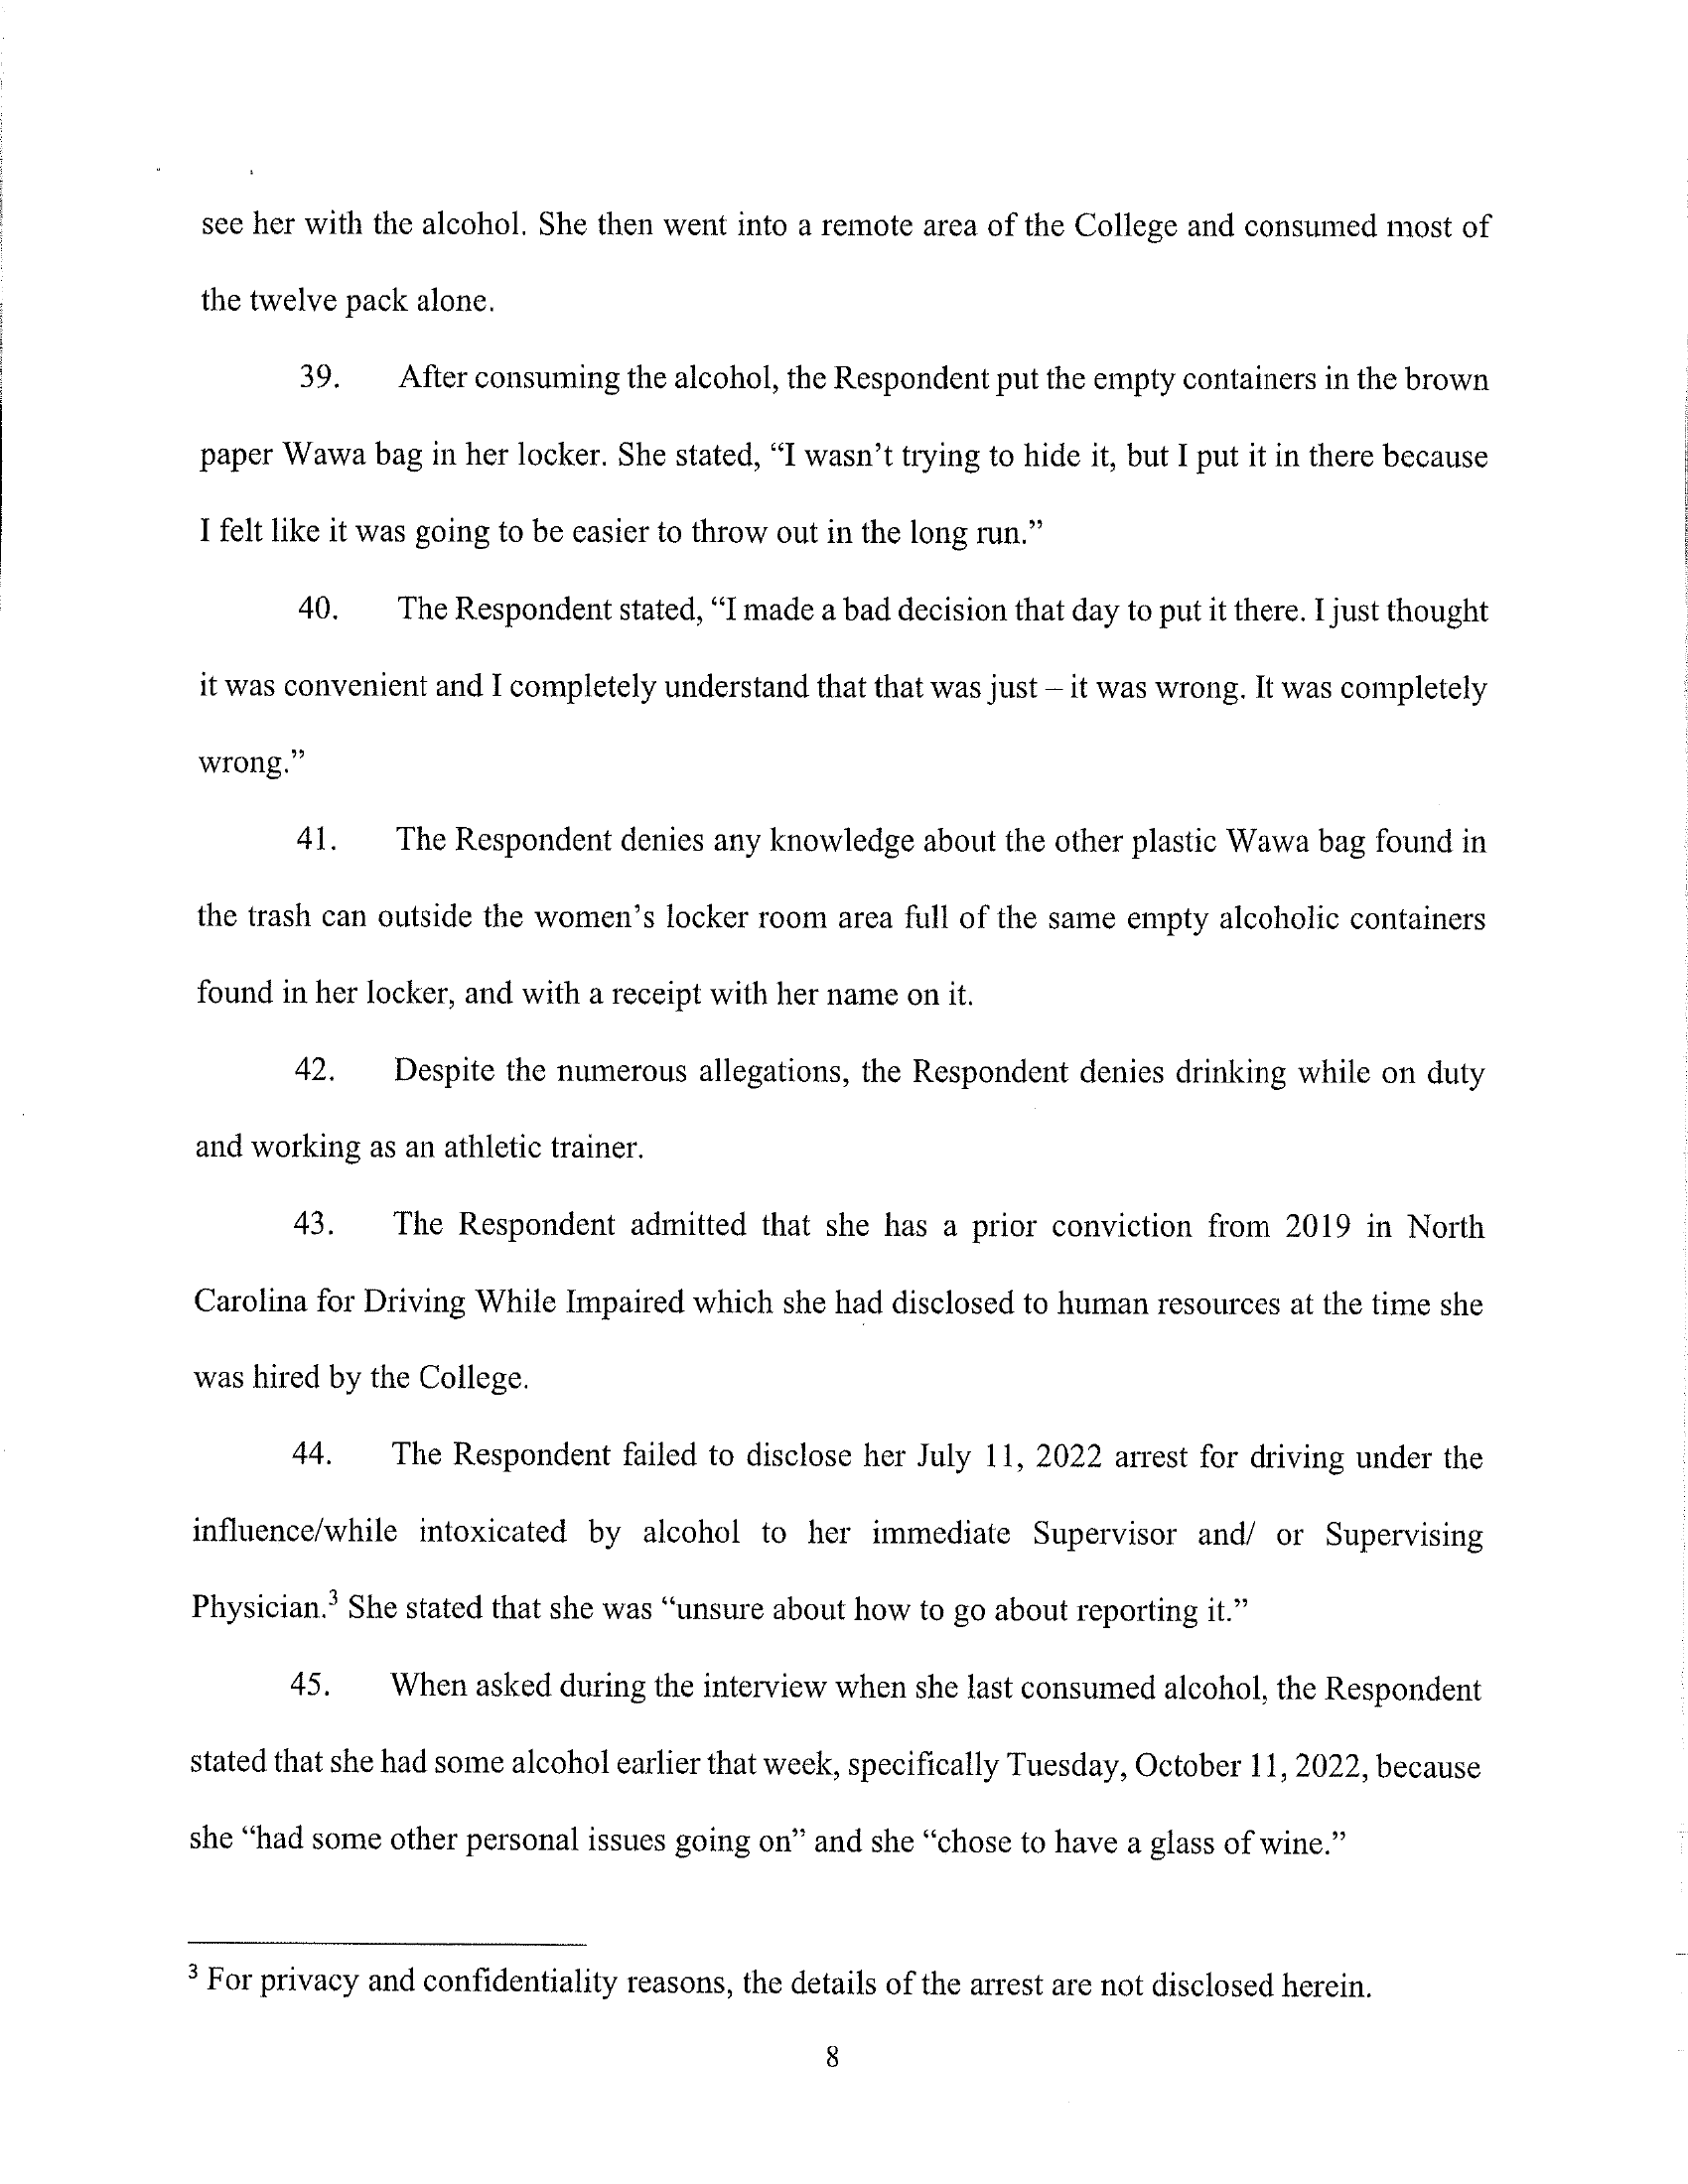 see her with the alcohol. She then went into a remote area of the College and consumed most of
the twelve pack alone.
39. After consuming the alcohol, the Respondent put the empty containers in the brown
paper Wawa bag in her locker. She stated, “I wasn’t trying to hide it, but I put it in there because
I felt like it was going to be easier to throw out in the long run.”
40. The Respondent stated, “I made a bad decision that day to put it there. I just thought
it was convenient and I completely understand that that was just – it was wrong. It was completely
wrong.”
41. The Respondent denies any knowledge about the other plastic Wawa bag found in
the trash can outside the women’s locker room area full of the same empty alcoholic containers
found in her locker, and with a receipt with her name on it.
42. Despite the numerous allegations, the Respondent denies drinking while on duty
and working as an athletic trainer.
43. The Respondent admitted that she has a prior conviction from 2019 in North
Carolina for Driving While Impaired which she had disclosed to human resources at the time she
was hired by the College.
44. The Respondent failed to disclose her July 11, 2022 arrest for driving under the
influence/while intoxicated by alcohol to her immediate Supervisor and/ or Supervising
Physician.³ She stated that she was “unsure about how to go about reporting it.”
45. When asked during the interview when she last consumed alcohol, the Respondent
stated that she had some alcohol earlier that week, specifically Tuesday, October 11, 2022, because
she “had some other personal issues going on” and she “chose to have a glass of wine.”
³ For privacy and confidentiality reasons, the details of the arrest are not disclosed herein.
8